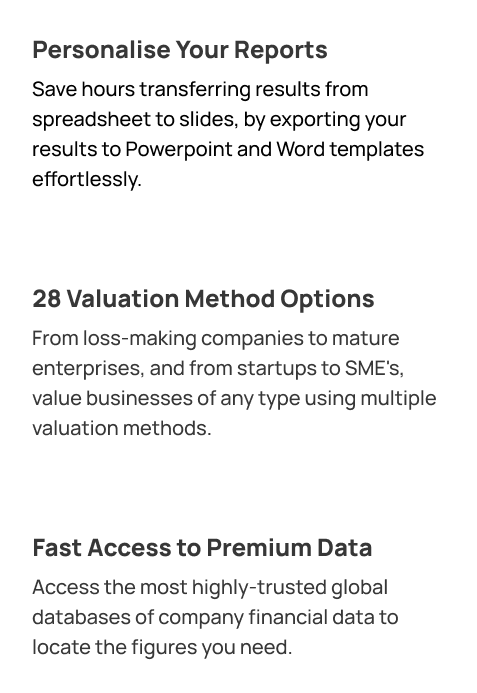 Personalise Your Reports
Save hours transferring results from
spreadsheet to slides, by exporting your
results to Powerpoint and Word templates
effortlessly.
28 Valuation Method Options
From loss-making companies to mature
enterprises, and from startups to SME's,
value businesses of any type using multiple
valuation methods.
Fast Access to Premium Data
Access the most highly-trusted global
databases of company financial data to
locate the figures you need.